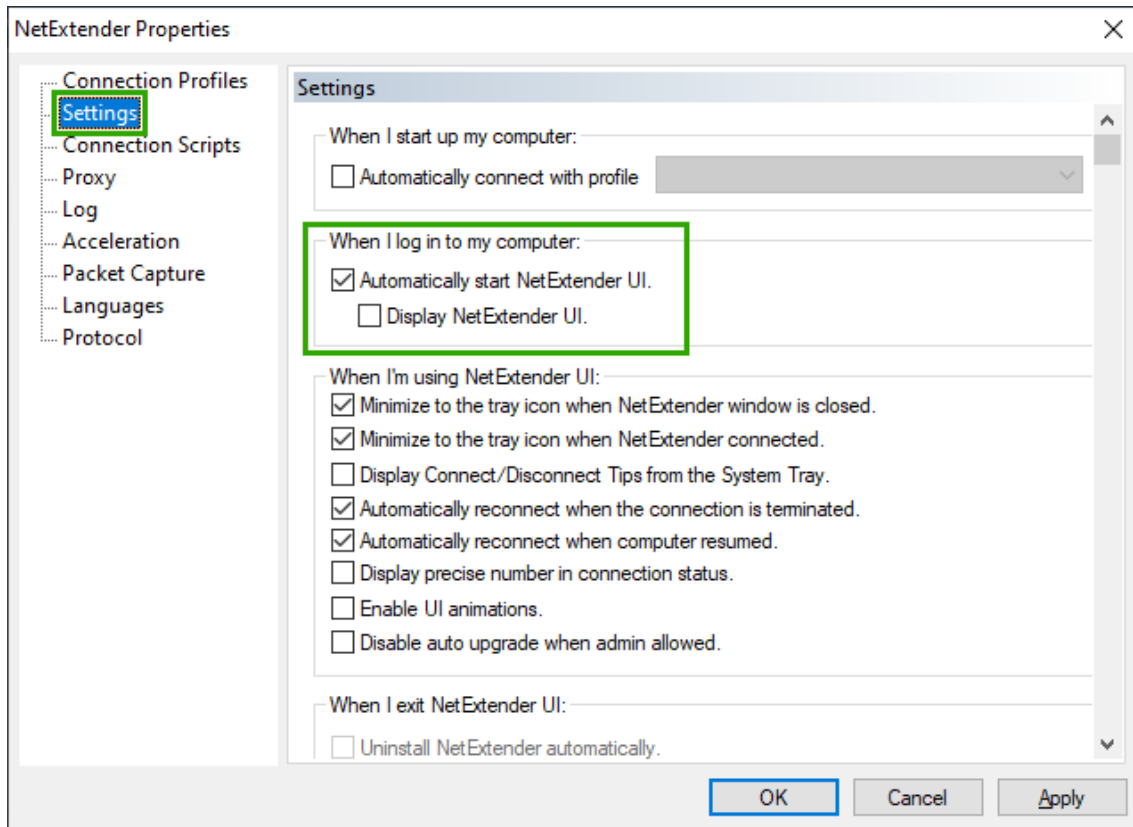 NetExtender Properties
Connection Profiles
Settings
Connection Scripts
Proxy
Log
Acceleration
Packet Capture
Languages
Protocol
Settings
When I start up my computer:
Automatically connect with profile
When I log in to my computer:
Automatically start NetExtender UI.
Display NetExtender UI.
When I'm using NetExtender UI:
Minimize to the tray icon when NetExtender window is closed.
Minimize to the tray icon when NetExtender connected.
Display Connect/Disconnect Tips from the System Tray.
Automatically reconnect when the connection is terminated.
Automatically reconnect when computer resumed.
Display precise number in connection status.
Enable UI animations.
Disable auto upgrade when admin allowed.
When I exit NetExtender UI:
Uninstall NetExtender automatically.
OK Cancel Apply